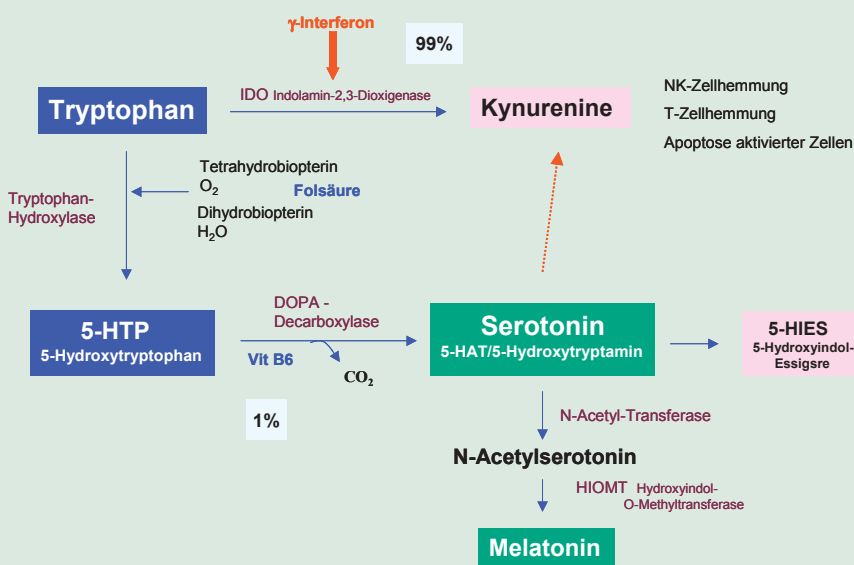 γ-Interferon
99%
Tryptophan
IDO Indolamin-2,3-Dioxigenase
Kynurenine
NK-Zellhemmung
T-Zellhemmung
Apoptose aktivierter Zellen
Tryptophan-
Hydroxylase
Tetrahydrobiopterin
O2
Folsäure
Dihydrobiopterin
H2O
5-HTP
5-Hydroxytryptophan
DOPA -
Decarboxylase
Vit B6
CO2
1%
Serotonin
5-HAT/5-Hydroxytryptamin
5-HIES
5-Hydroxyindol-
Essigsre
N-Acetyl-Transferase
N-Acetylserotonin
HIOMT Hydroxyindol-
O-Methyltransferase
Melatonin